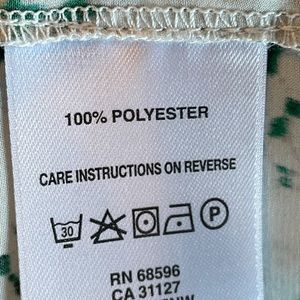 100% POLYESTER
CARE INSTRUCTIONS ON REVERSE
30 P
RN 68596
CA 31127